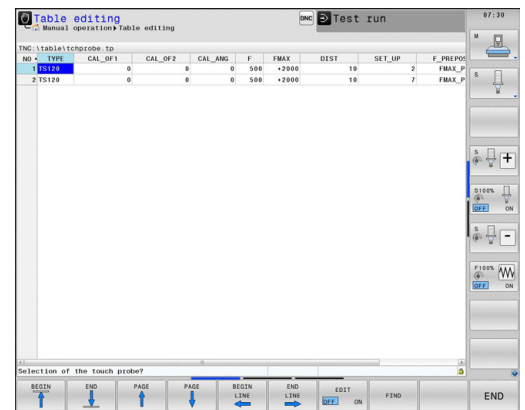 Table editing
Manual operation Table editing
DNC
Test run
07:30
TNC:\table\tchprobe.tp
NO TYPE CAL_OF1 CAL_OF2 CAL_ANG F FMAX DIST SET_UP F_PREPOS
1 TS120 0 0 0 500 +2000 10 2 FMAX_P
2 TS120 0 0 0 500 +2000 10 7 FMAX_P
M
S
S
S100%
OFF ON
S
F100%
OFF ON
Selection of the touch probe?
BEGIN
END
PAGE
PAGE
BEGIN LINE
END LINE
EDIT
OFF ON
FIND
END